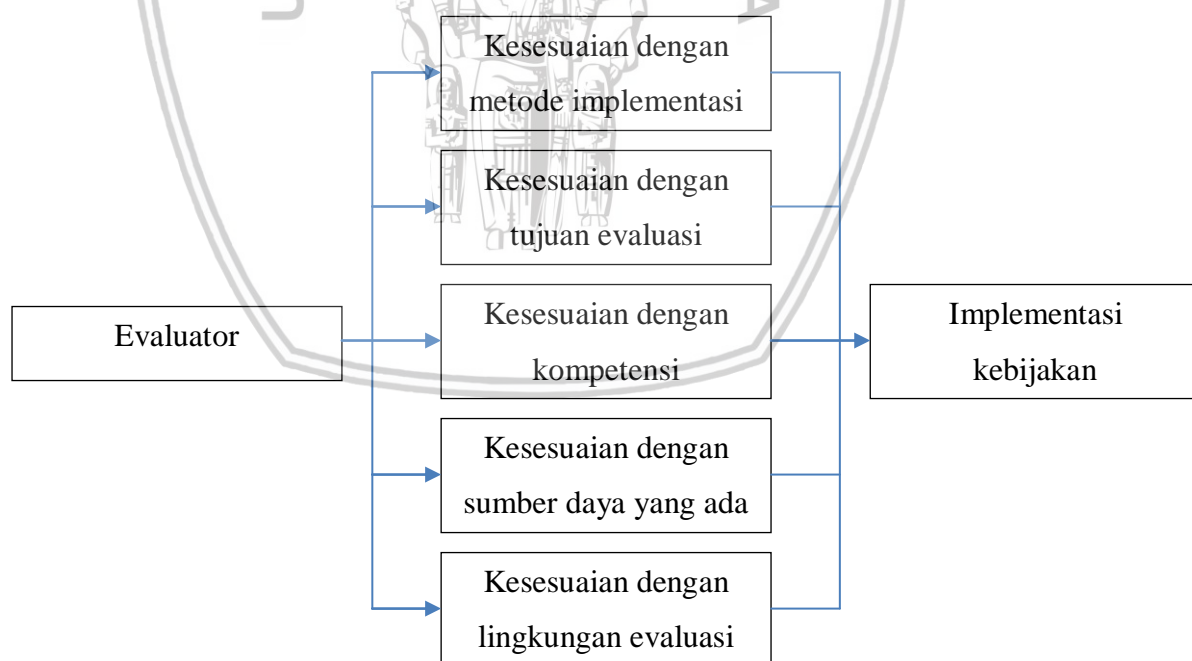 Kesesuaian dengan
metode implementasi
Kesesuaian dengan
tujuan evaluasi
Evaluator
Kesesuaian dengan
kompetensi
Implementasi
kebijakan
Kesesuaian dengan
sumber daya yang ada
Kesesuaian dengan
lingkungan evaluasi